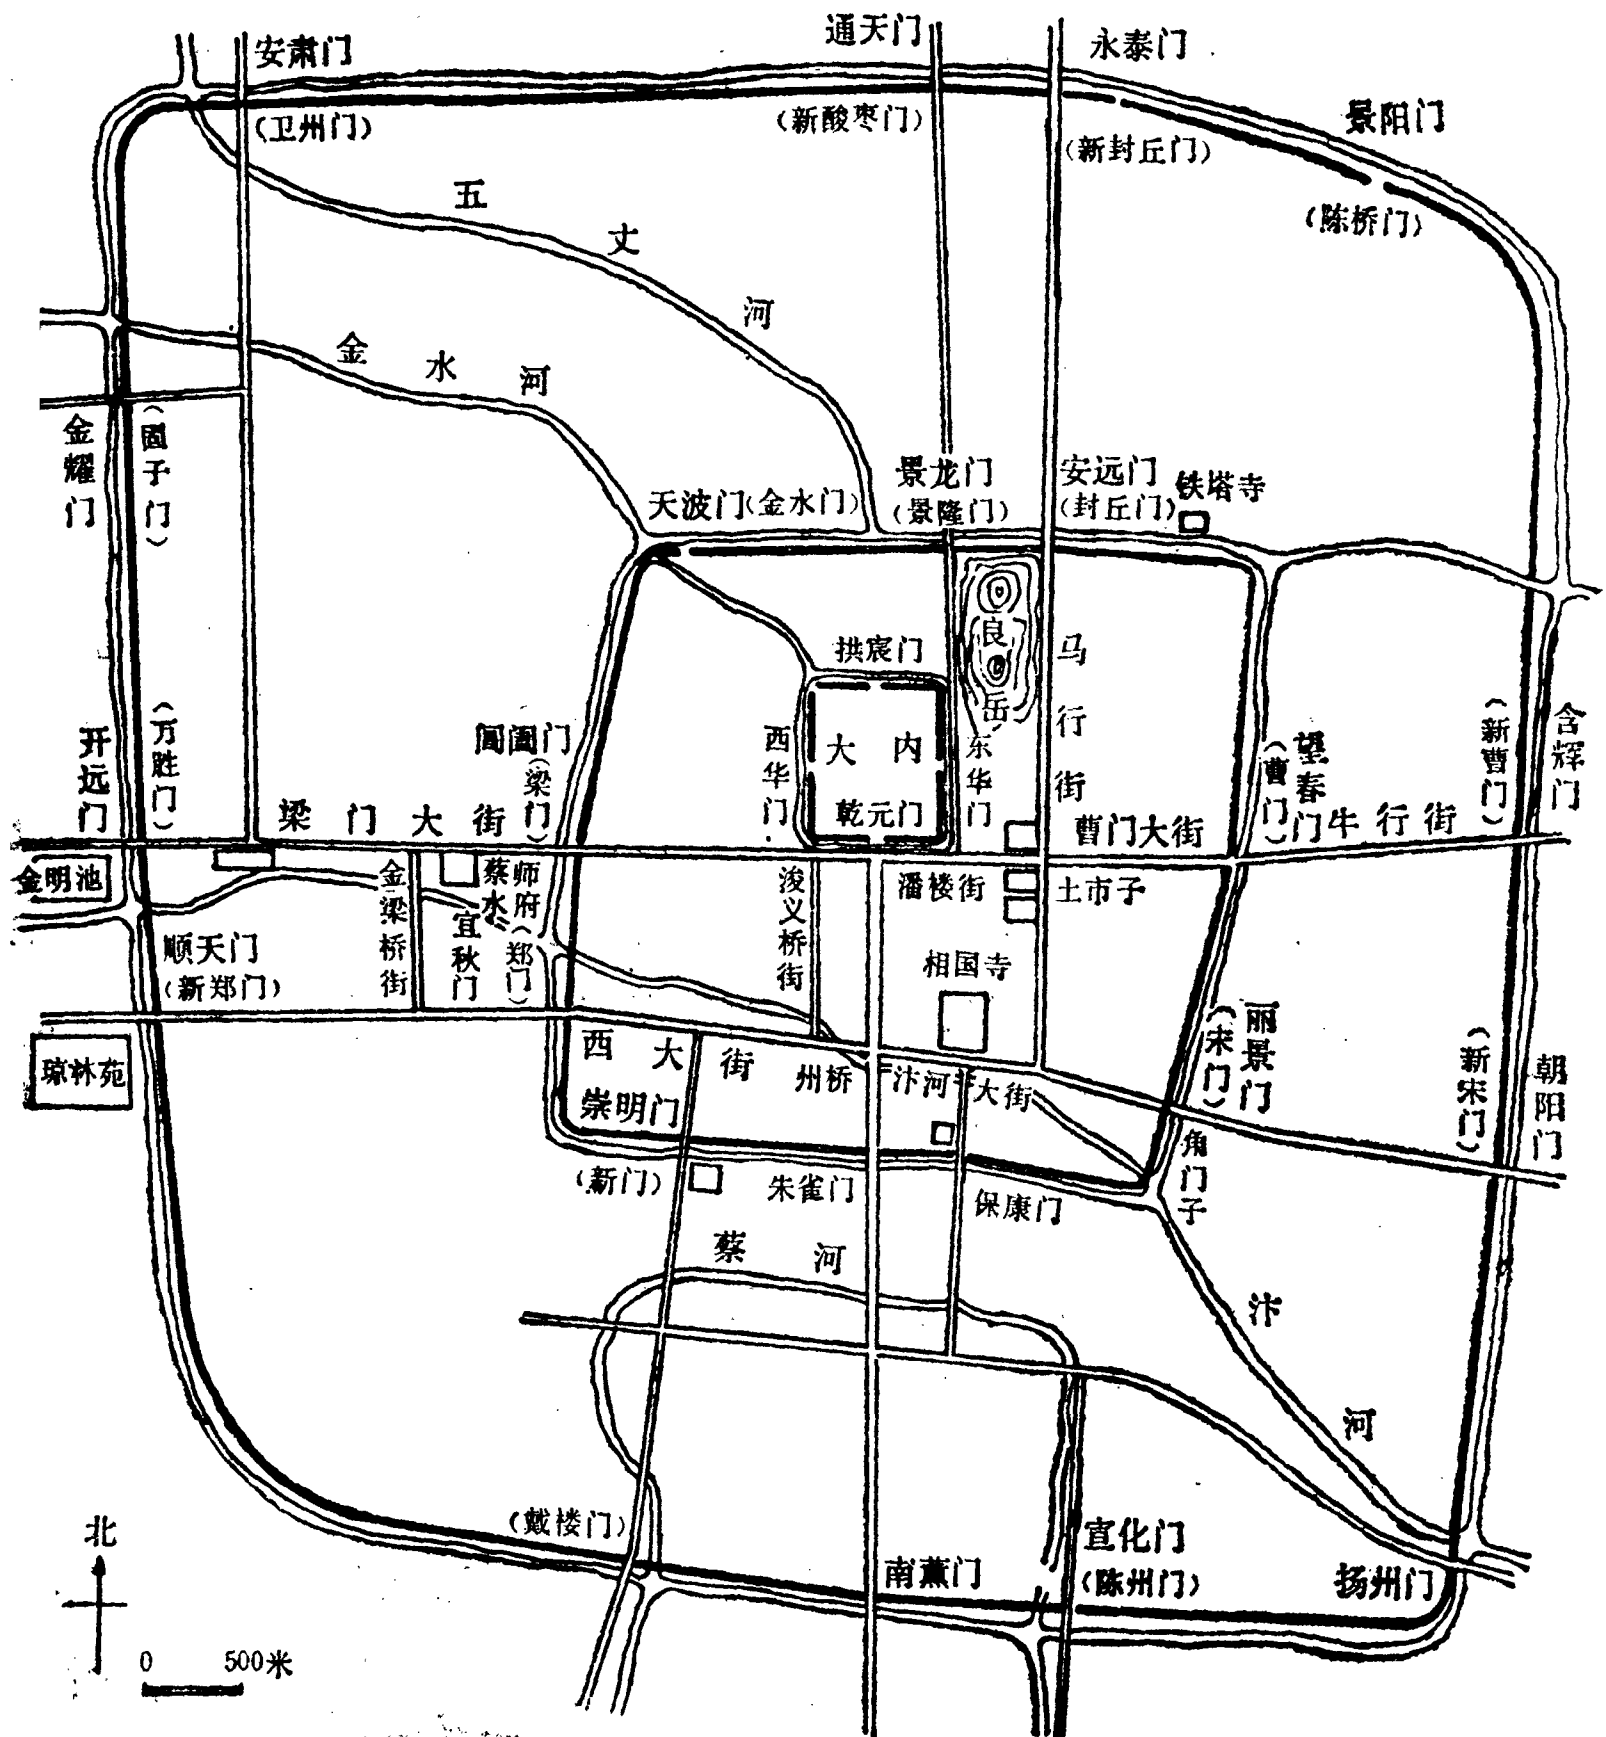 通天门
永泰门
安肃门
(卫州门)
(新酸枣门)
(新封丘门)
景阳门
(陈桥门)
五丈河
金水河
金耀门
(固子门)
天波门(金水门)
景龙门
(景隆门)
安远门
(封丘门)
铁塔寺
良岳
拱宸门
马行街
大内
西华门
东华门
乾元门
开远门
(万胜门)
阊阖门
(梁门)
梁门大街
曹门大街
望春门
(曹门)
牛行街
(新曹门)
含辉门
金明池
金梁桥街
蔡水
师府
宜秋门
(郑门)
浚义桥街
潘楼街
土市子
顺天门
(新郑门)
相国寺
琼林苑
西大街
州桥
汴河大街
丽景门
(宋门)
(新宋门)
朝阳门
崇明门
(新门)
朱雀门
保康门
角门子
蔡河
汴河
(戴楼门)
南薰门
宣化门
(陈州门)
扬州门
北
0 500米